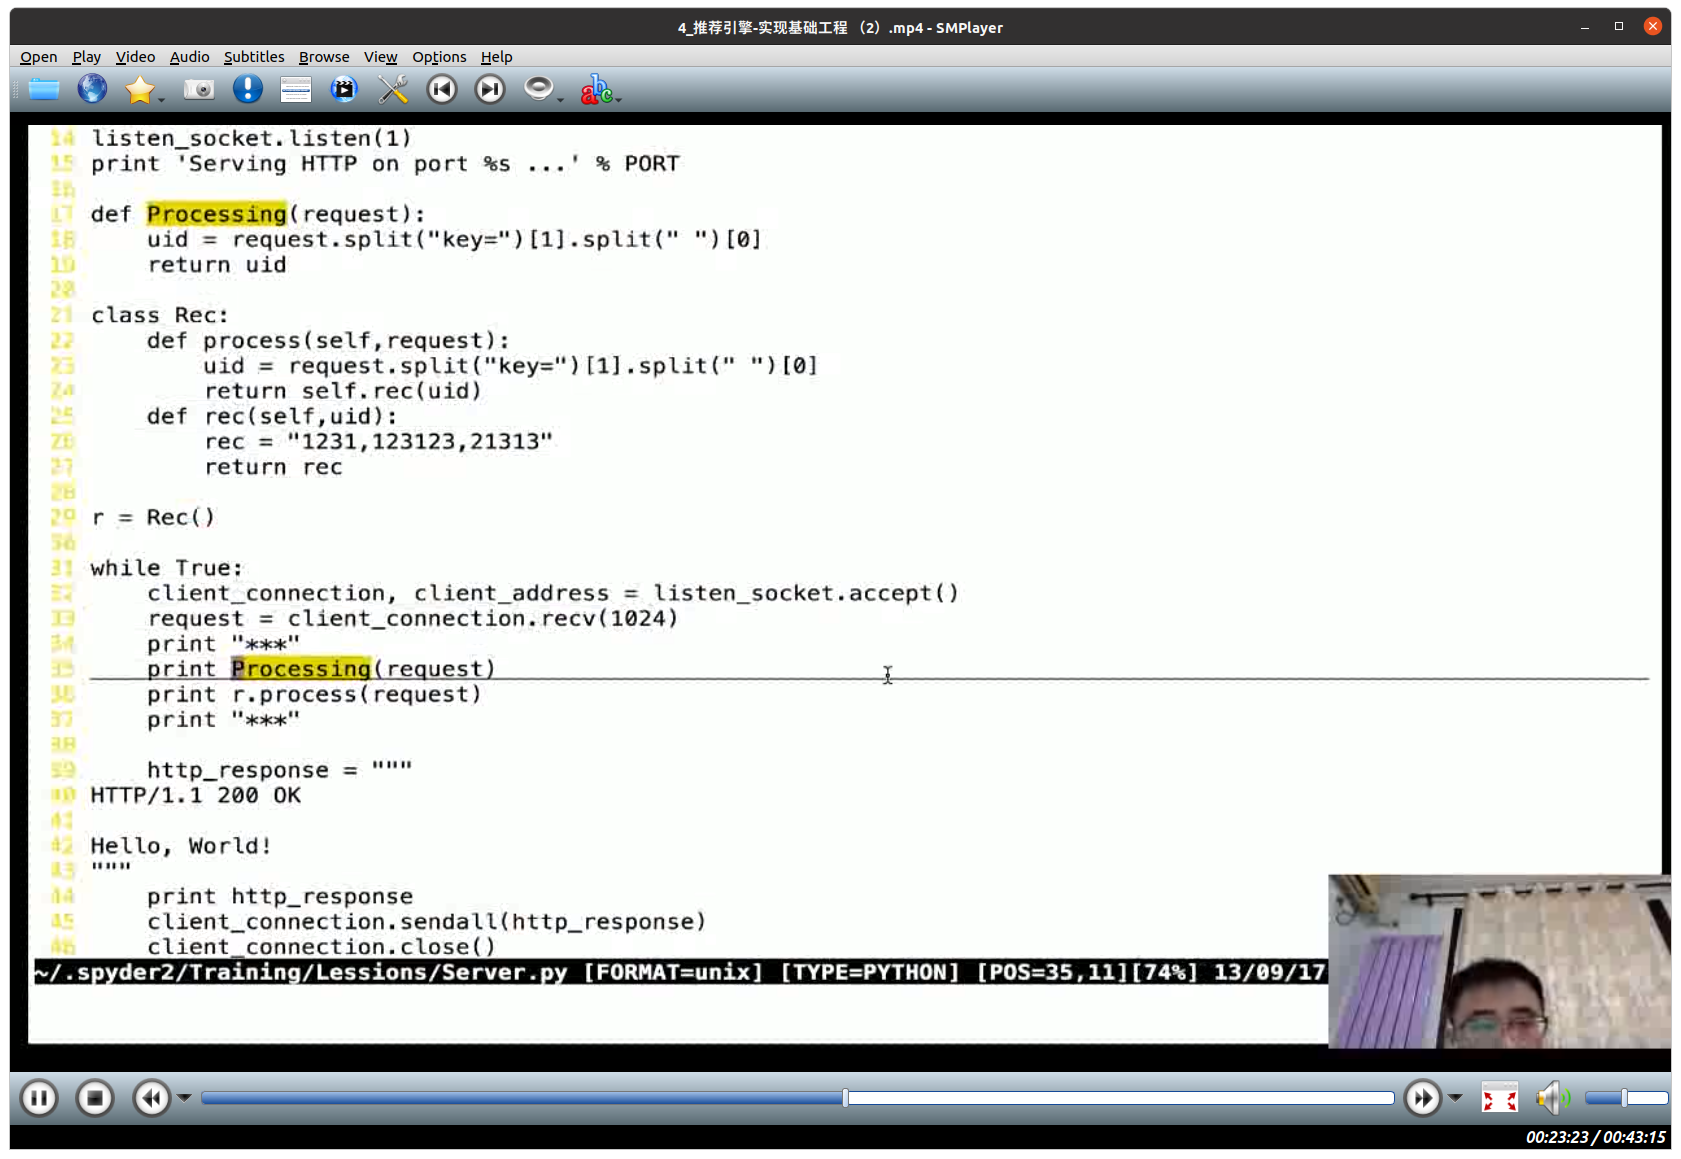 4_推荐引擎-实现基础工程 （2）.mp4 - SMPlayer
Open Play Video Audio Subtitles Browse View Options Help
abc
14 listen_socket.listen(1)
15 print 'Serving HTTP on port %s ...' % PORT
16
17 def Processing(request):
18     uid = request.split("key=")[1].split(" ")[0]
19     return uid
20
21 class Rec:
22     def process(self,request):
23         uid = request.split("key=")[1].split(" ")[0]
24         return self.rec(uid)
25     def rec(self,uid):
26         rec = "1231,123123,21313"
27         return rec
28
29 r = Rec()
30
31 while True:
32     client_connection, client_address = listen_socket.accept()
33     request = client_connection.recv(1024)
34     print "***"
35     print Processing(request)
36     print r.process(request)
37     print "***"
38
39     http_response = """
40 HTTP/1.1 200 OK
41
42 Hello, World!
43 """
44     print http_response
45     client_connection.sendall(http_response)
46     client_connection.close()
~/.spyder2/Training/Lessions/Server.py [FORMAT=unix] [TYPE=PYTHON] [POS=35,11][74%] 13/09/17
00:23:23 / 00:43:15